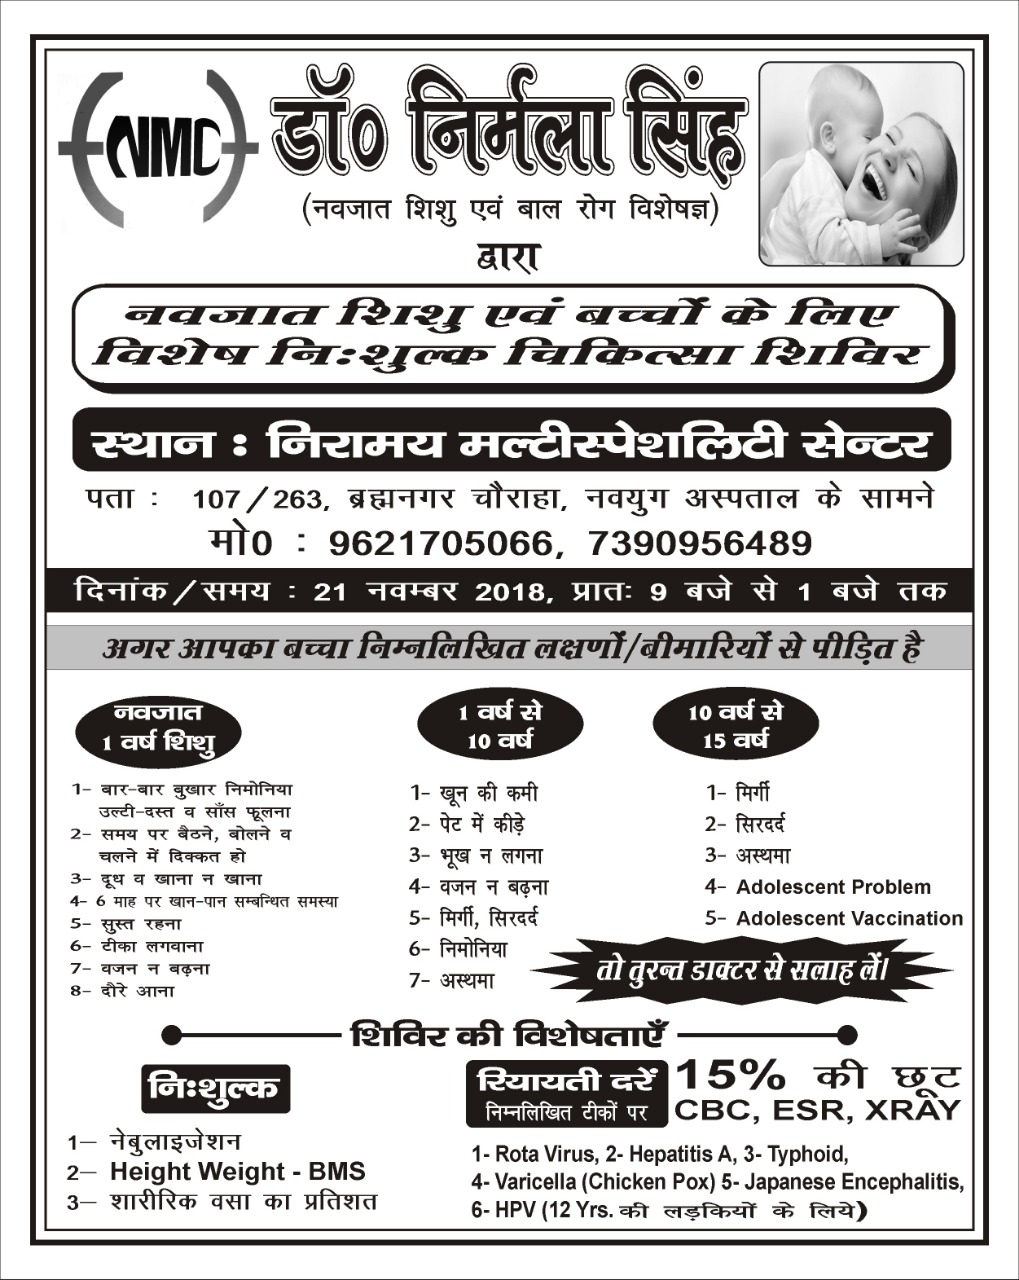 NMC
डॉ० निर्मला सिंह
(नवजात शिशु एवं बाल रोग विशेषज्ञ)
द्वारा
नवजात शिशु एवं बच्चों के लिए
विशेष निःशुल्क चिकित्सा शिविर
स्थान : निरामय मल्टीस्पेशलिटी सेन्टर
पता : 107/263, ब्रह्मनगर चौराहा, नवयुग अस्पताल के सामने
मो0 : 9621705066, 7390956489
दिनांक/समय : 21 नवम्बर 2018, प्रातः 9 बजे से 1 बजे तक
अगर आपका बच्चा निम्नलिखित लक्षणों/बीमारियों से पीड़ित है
नवजात
1 वर्ष शिशु
1- बार-बार बुखार निमोनिया
उल्टी-दस्त व साँस फूलना
2- समय पर बैठने, बोलने व
चलने में दिक्कत हो
3- दूध व खाना न खाना
4- 6 माह पर खान-पान सम्बन्धित समस्या
5- सुस्त रहना
6- टीका लगवाना
7- वजन न बढ़ना
8- दौरे आना
1 वर्ष से
10 वर्ष
1- खून की कमी
2- पेट में कीड़े
3- भूख न लगना
4- वजन न बढ़ना
5- मिर्गी, सिरदर्द
6- निमोनिया
7- अस्थमा
10 वर्ष से
15 वर्ष
1- मिर्गी
2- सिरदर्द
3- अस्थमा
4- Adolescent Problem
5- Adolescent Vaccination
तो तुरन्त डाक्टर से सलाह लें।
शिविर की विशेषताएँ
निःशुल्क
1- नेबुलाइजेशन
2- Height Weight - BMS
3- शारीरिक वसा का प्रतिशत
रियायती दरें
निम्नलिखित टीकों पर
15% की छूट
CBC, ESR, XRAY
1- Rota Virus, 2- Hepatitis A, 3- Typhoid,
4- Varicella (Chicken Pox) 5- Japanese Encephalitis,
6- HPV (12 Yrs. की लड़कियों के लिये)